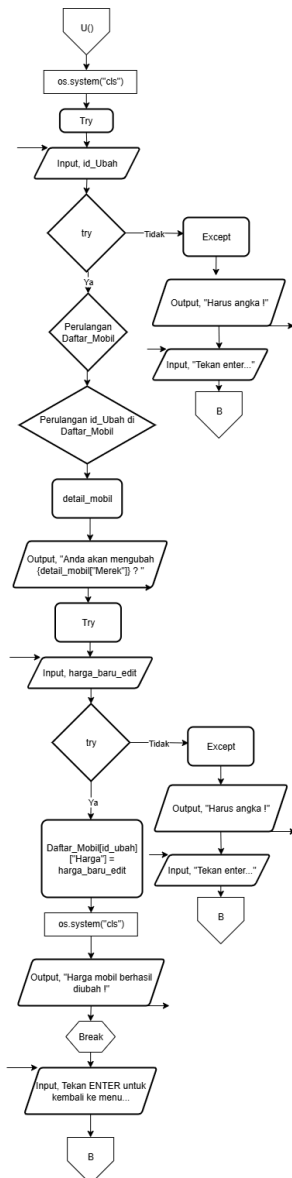 U()
os.system("cls")
Try
Input, id_Ubah
try
Tidak
Except
Ya
Output, "Harus angka !"
Perulangan
Daftar_Mobil
Input, "Tekan enter..."
B
Perulangan id_Ubah di
Daftar_Mobil
detail_mobil
Output, "Anda akan mengubah
{detail_mobil["Merek"]} ? "
Try
Input, harga_baru_edit
try
Tidak
Except
Ya
Output, "Harus angka !"
Daftar_Mobil[id_ubah]
["Harga"] =
harga_baru_edit
Input, "Tekan enter..."
B
os.system("cls")
Output, "Harga mobil berhasil
diubah !"
Break
Input, Tekan ENTER untuk
kembali ke menu...
B